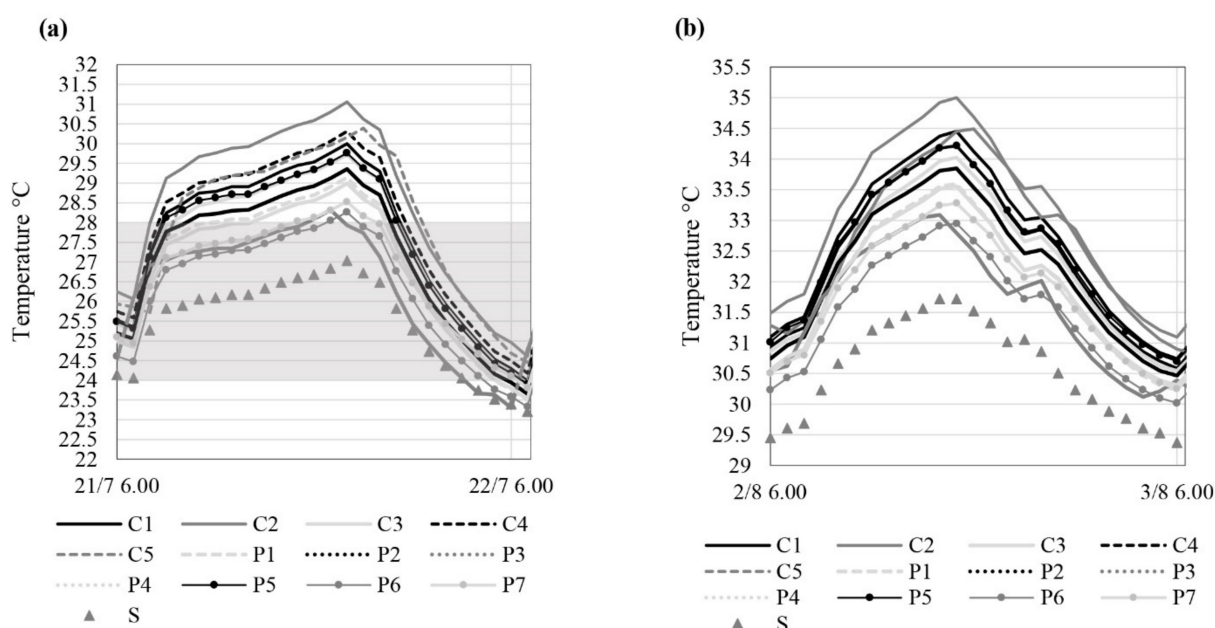 (a)
32
31.5
31
30.5
30
29.5
29
28.5
28
27.5
27
26.5
26
25.5
25
24.5
24
23.5
23
22.5
22
Temperature °C
21/7 6.00 22/7 6.00
C1 C2 C3 C4
C5 P1 P2 P3
P4 P5 P6 P7
S
(b)
35.5
35
34.5
34
33.5
33
32.5
32
31.5
31
30.5
30
29.5
29
Temperature °C
2/8 6.00 3/8 6.00
C1 C2 C3 C4
C5 P1 P2 P3
P4 P5 P6 P7
S